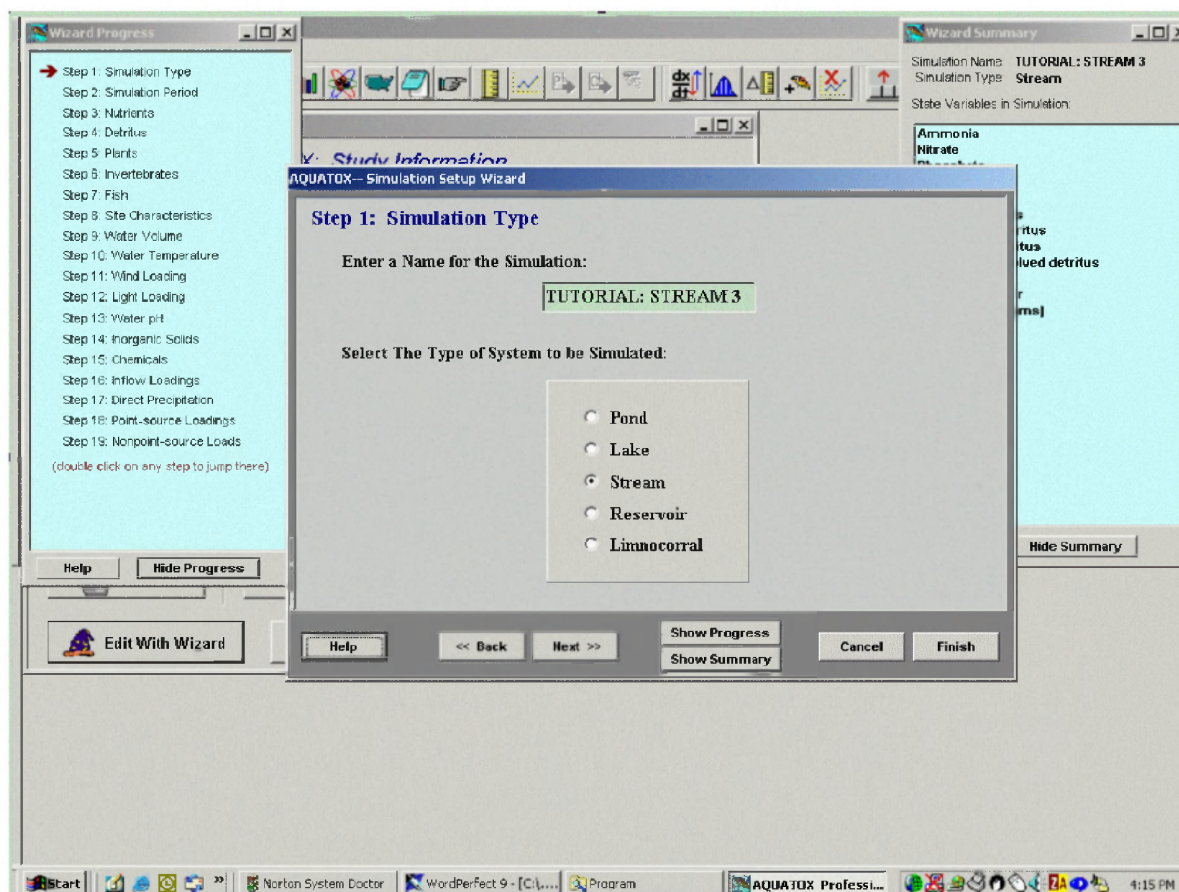 Wizard Progress
Step 1: Simulation Type
Step 2: Simulation Period
Step 3: Nutrients
Step 4: Detritus
Step 5: Plants
Step 6: Invertebrates
Step 7: Fish
Step 8: Site Characteristics
Step 9: Water Volume
Step 10: Water Temperature
Step 11: Wind Loading
Step 12: Light Loading
Step 13: Water pH
Step 14: Inorganic Solids
Step 15: Chemicals
Step 16: Inflow Loadings
Step 17: Direct Precipitation
Step 18: Point-source Loadings
Step 19: Nonpoint-source Loads
(double click on any step to jump there)
Help Hide Progress
Edit With Wizard
Study Information
AQUATOX-- Simulation Setup Wizard
Step 1: Simulation Type
Enter a Name for the Simulation:
TUTORIAL: STREAM 3
Select The Type of System to be Simulated:
Pond
Lake
Stream
Reservoir
Limnocorral
Help << Back Next >> Show Progress Show Summary Cancel Finish
Wizard Summary
Simulation Name TUTORIAL: STREAM 3
Simulation Type Stream
State Variables in Simulation:
Ammonia
Nitrate
Phosphate
ritus
itus
lved detritus
ms]
Hide Summary
Start » Norton System Doctor WordPerfect 9 - [C:\.... Program AQUATOX Professi... 4:15 PM